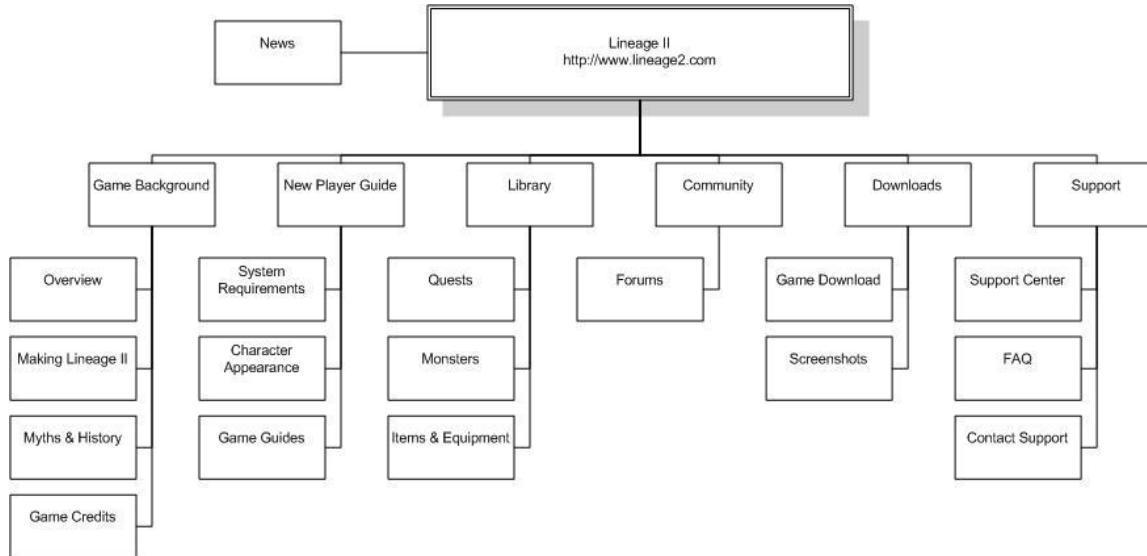 News
Lineage II
http://www.lineage2.com
Game Background
New Player Guide
Library
Community
Downloads
Support
Overview
System
Requirements
Quests
Forums
Game Download
Support Center
Making Lineage II
Character
Appearance
Monsters
Screenshots
FAQ
Myths & History
Game Guides
Items & Equipment
Contact Support
Game Credits